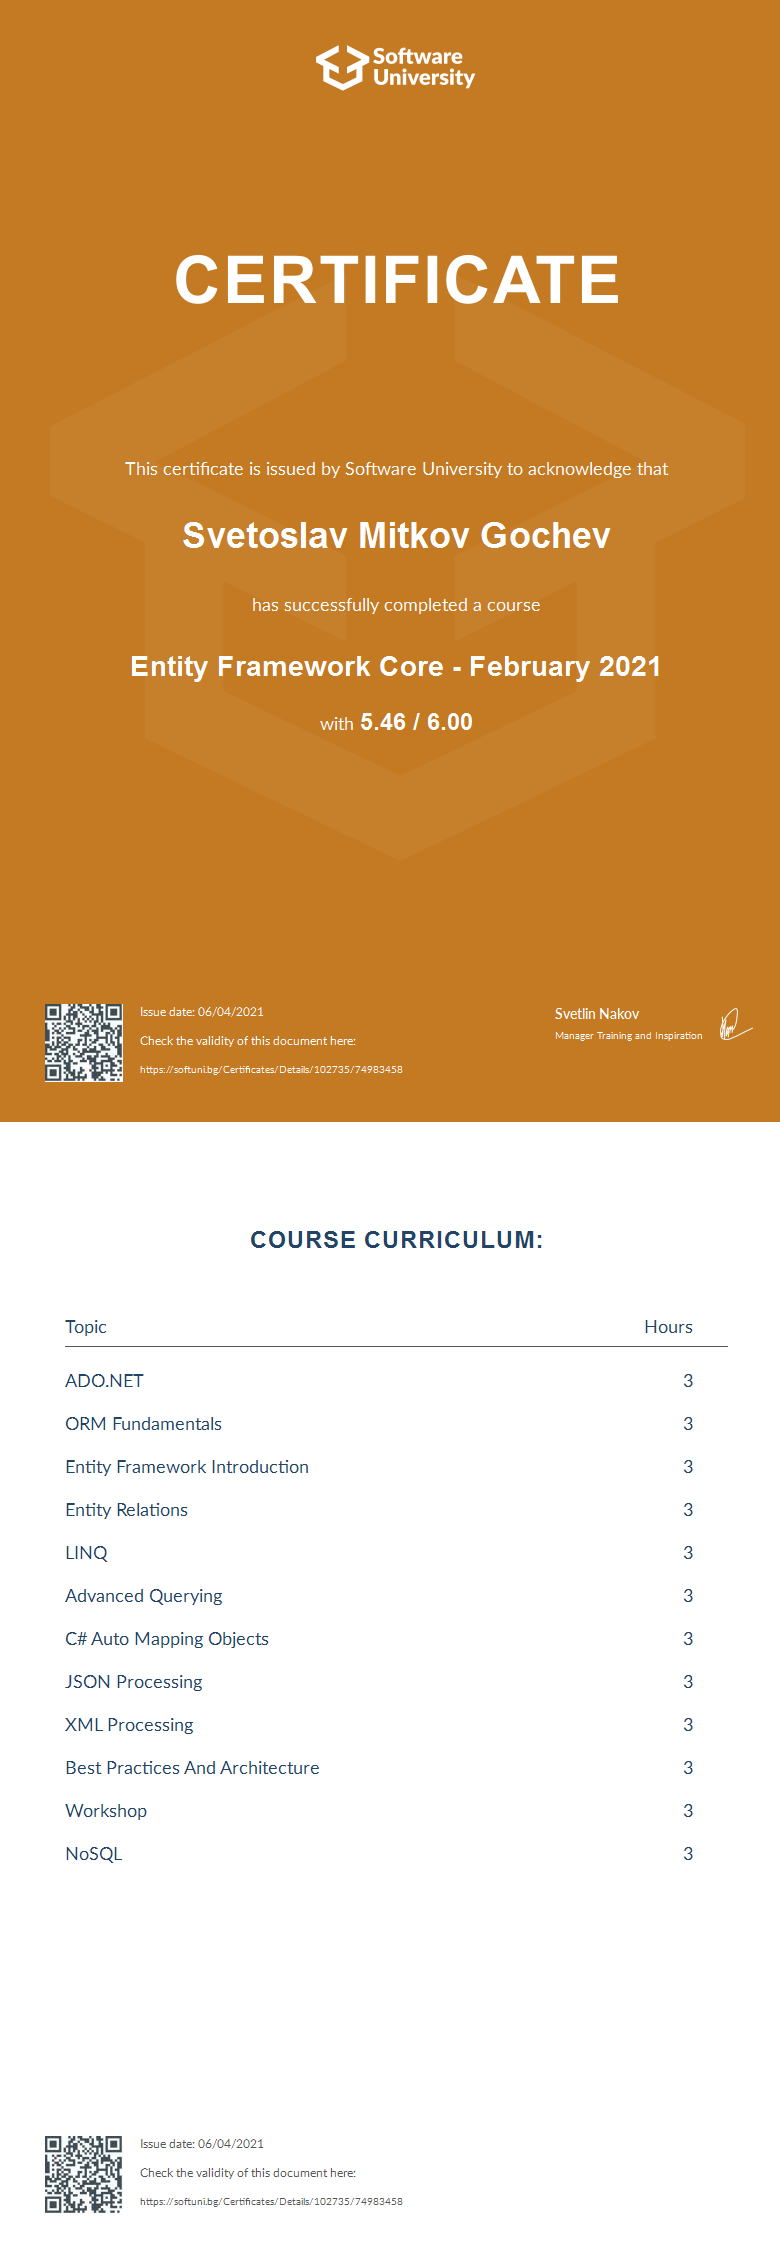 Software
University
CERTIFICATE
This certificate is issued by Software University to acknowledge that
Svetoslav Mitkov Gochev
has successfully completed a course
Entity Framework Core - February 2021
with 5.46 / 6.00
Issue date: 06/04/2021
Check the validity of this document here:
https://softuni.bg/Certificates/Details/102735/74983458
Svetlin Nakov
Manager Training and Inspiration
COURSE CURRICULUM:
Topic Hours
ADO.NET 3
ORM Fundamentals 3
Entity Framework Introduction 3
Entity Relations 3
LINQ 3
Advanced Querying 3
C# Auto Mapping Objects 3
JSON Processing 3
XML Processing 3
Best Practices And Architecture 3
Workshop 3
NoSQL 3
Issue date: 06/04/2021
Check the validity of this document here:
https://softuni.bg/Certificates/Details/102735/74983458